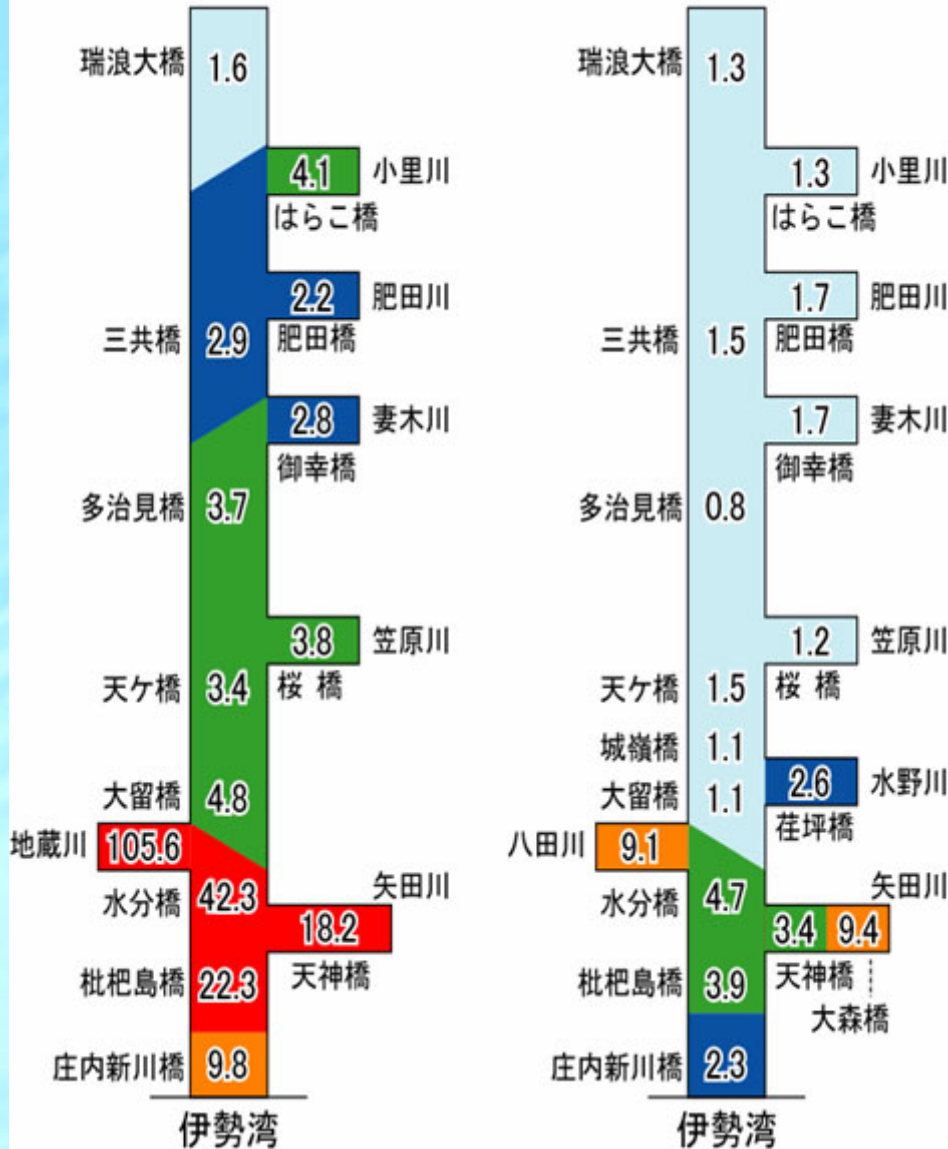 瑞浪大橋 1.6
4.1 小里川
はらこ橋
2.2 肥田川
三共橋 2.9 肥田橋
2.8 妻木川
御幸橋
多治見橋 3.7
3.8 笠原川
天ケ橋 3.4 桜 橋
大留橋 4.8
地蔵川 105.6
水分橋 42.3 矢田川
18.2
枇杷島橋 22.3 天神橋
庄内新川橋 9.8
伊勢湾
瑞浪大橋 1.3
1.3 小里川
はらこ橋
1.7 肥田川
三共橋 1.5 肥田橋
1.7 妻木川
御幸橋
多治見橋 0.8
1.2 笠原川
天ケ橋 1.5 桜 橋
城嶺橋 1.1
大留橋 1.1 2.6 水野川
荏坪橋
八田川 9.1
水分橋 4.7 矢田川
3.4 9.4
枇杷島橋 3.9 天神橋
大森橋
庄内新川橋 2.3
伊勢湾